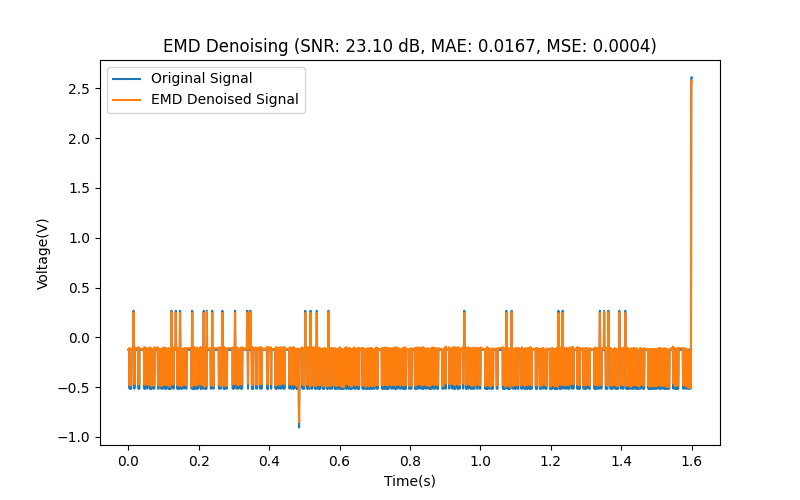 EMD Denoising (SNR: 23.10 dB, MAE: 0.0167, MSE: 0.0004)
Original Signal
EMD Denoised Signal
Voltage(V)
2.5
2.0
1.5
1.0
0.5
0.0
−0.5
−1.0
0.0 0.2 0.4 0.6 0.8 1.0 1.2 1.4 1.6
Time(s)